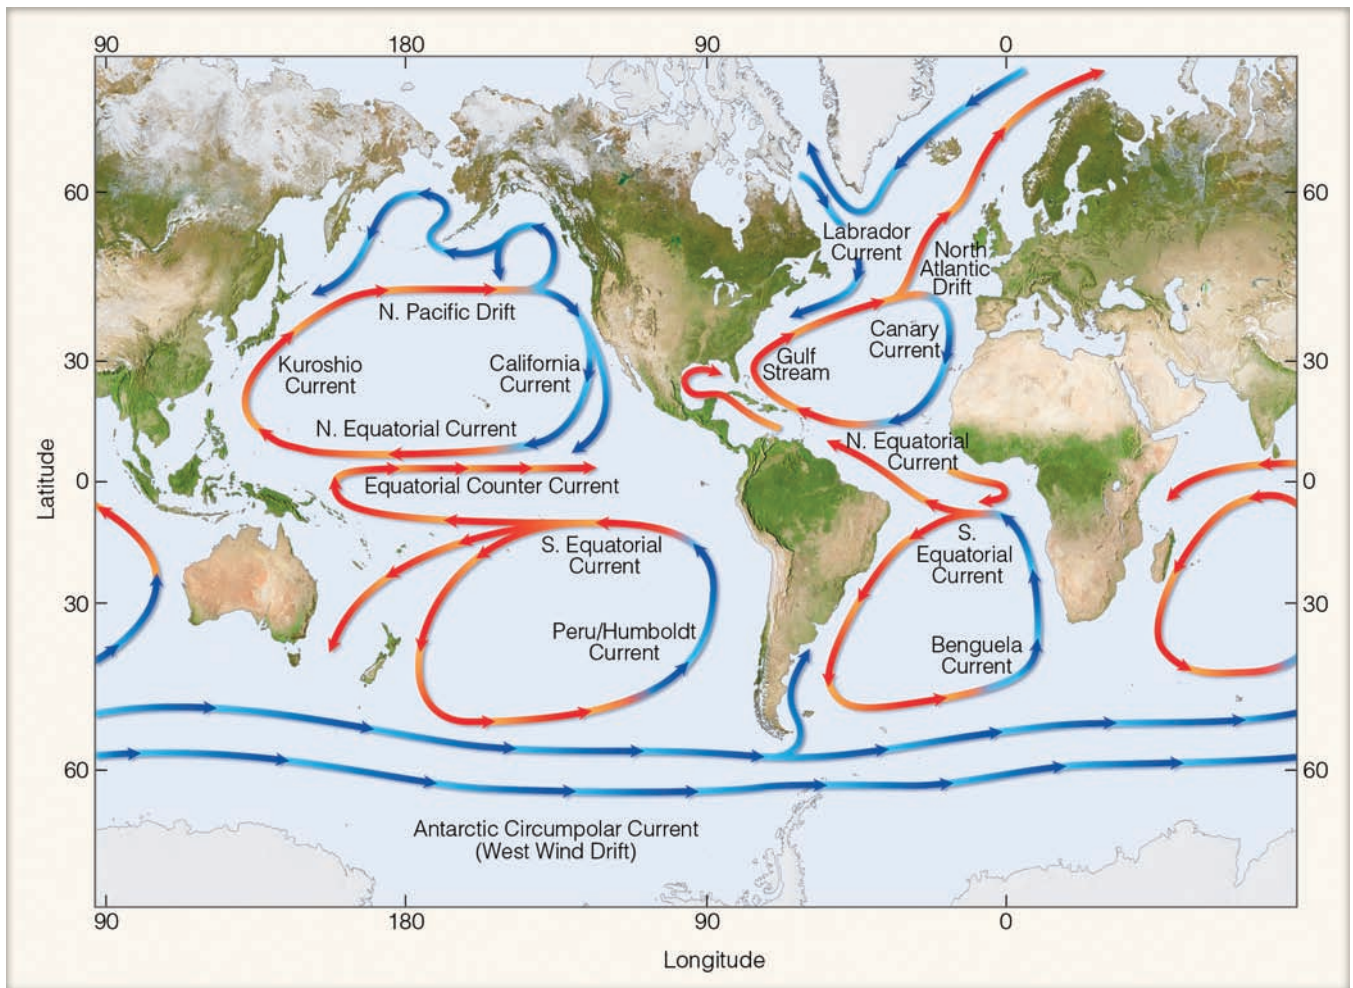 90 180 90 0
60 60
Labrador
Current
North
Atlantic
Drift
N. Pacific Drift
Canary
Current
Gulf
Stream
30 30
Kuroshio
Current
California
Current
N. Equatorial Current
N. Equatorial
Current
0 0
Equatorial Counter Current
Latitude
S. Equatorial
Current
S.
Equatorial
Current
30 30
Peru/Humboldt
Current
Benguela
Current
60 60
Antarctic Circumpolar Current
(West Wind Drift)
90 180 90 0
Longitude